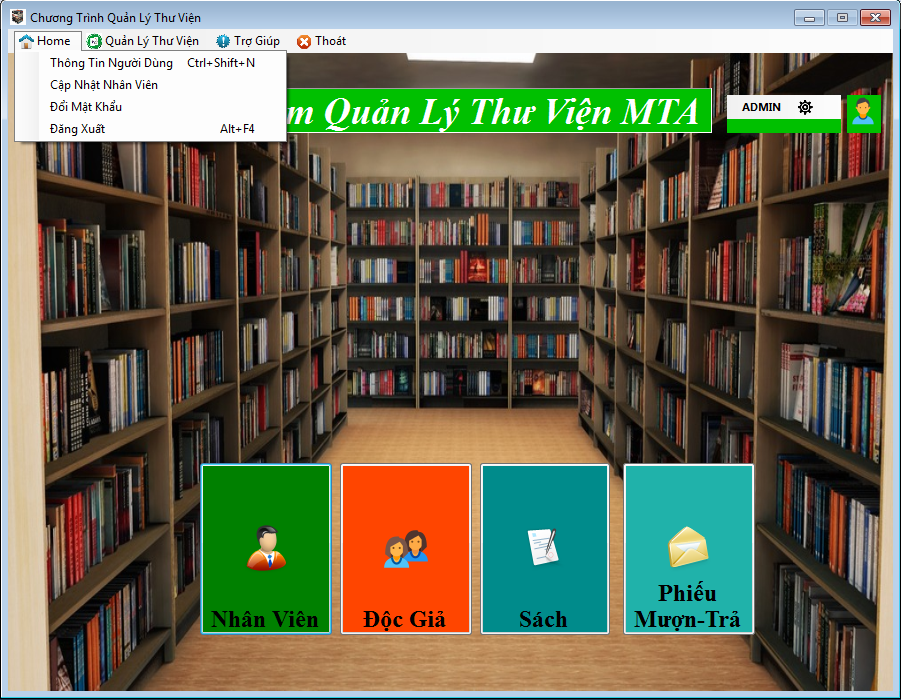 Chương Trình Quản Lý Thư Viện
Home Quản Lý Thư Viện Trợ Giúp Thoát
Thông Tin Người Dùng Ctrl+Shift+N
Cập Nhật Nhân Viên
Đổi Mật Khẩu
Đăng Xuất Alt+F4
m Quản Lý Thư Viện MTA
ADMIN
Nhân Viên
Độc Giả
Sách
Phiếu
Mượn-Trả